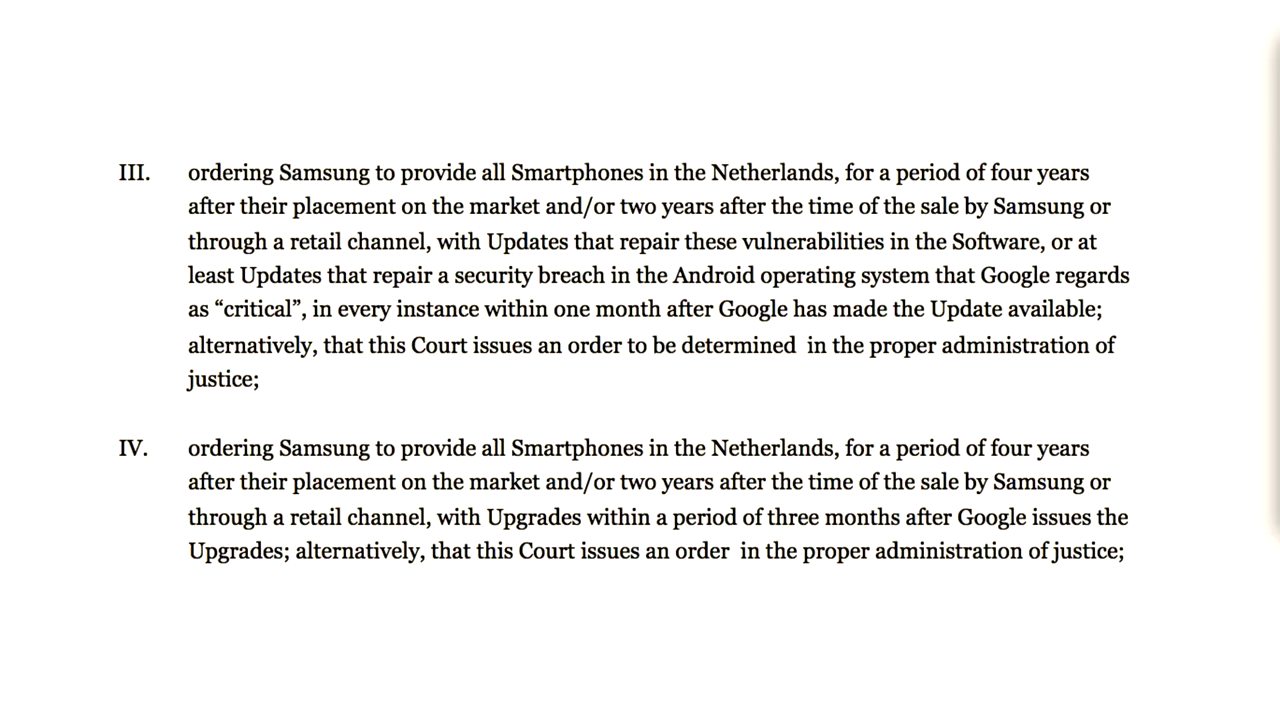 III. ordering Samsung to provide all Smartphones in the Netherlands, for a period of four years
after their placement on the market and/or two years after the time of the sale by Samsung or
through a retail channel, with Updates that repair these vulnerabilities in the Software, or at
least Updates that repair a security breach in the Android operating system that Google regards
as “critical”, in every instance within one month after Google has made the Update available;
alternatively, that this Court issues an order to be determined in the proper administration of
justice;
IV. ordering Samsung to provide all Smartphones in the Netherlands, for a period of four years
after their placement on the market and/or two years after the time of the sale by Samsung or
through a retail channel, with Upgrades within a period of three months after Google issues the
Upgrades; alternatively, that this Court issues an order in the proper administration of justice;